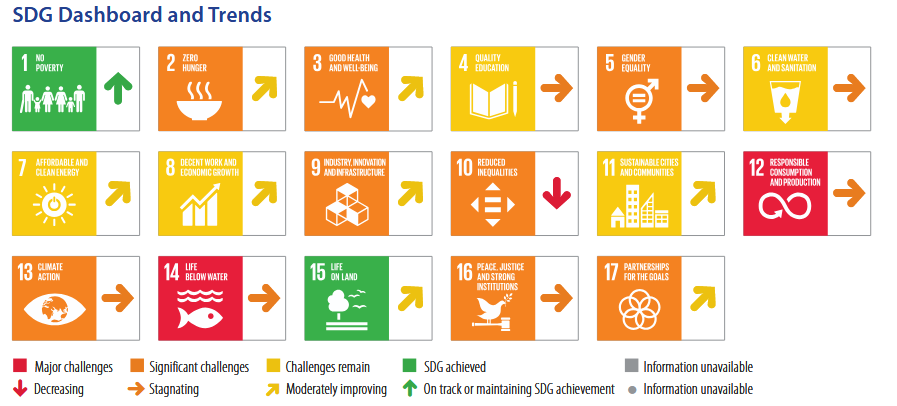 SDG Dashboard and Trends
1 NO
POVERTY
2 ZERO
HUNGER
3 GOOD HEALTH
AND WELL-BEING
4 QUALITY
EDUCATION
5 GENDER
EQUALITY
6 CLEAN WATER
AND SANITATION
7 AFFORDABLE AND
CLEAN ENERGY
8 DECENT WORK AND
ECONOMIC GROWTH
9 INDUSTRY, INNOVATION
AND INFRASTRUCTURE
10 REDUCED
INEQUALITIES
11 SUSTAINABLE CITIES
AND COMMUNITIES
12 RESPONSIBLE
CONSUMPTION
AND PRODUCTION
13 CLIMATE
ACTION
14 LIFE
BELOW WATER
15 LIFE
ON LAND
16 PEACE, JUSTICE
AND STRONG
INSTITUTIONS
17 PARTNERSHIPS
FOR THE GOALS
Major challenges Significant challenges Challenges remain SDG achieved Information unavailable
Decreasing Stagnating Moderately improving On track or maintaining SDG achievement Information unavailable